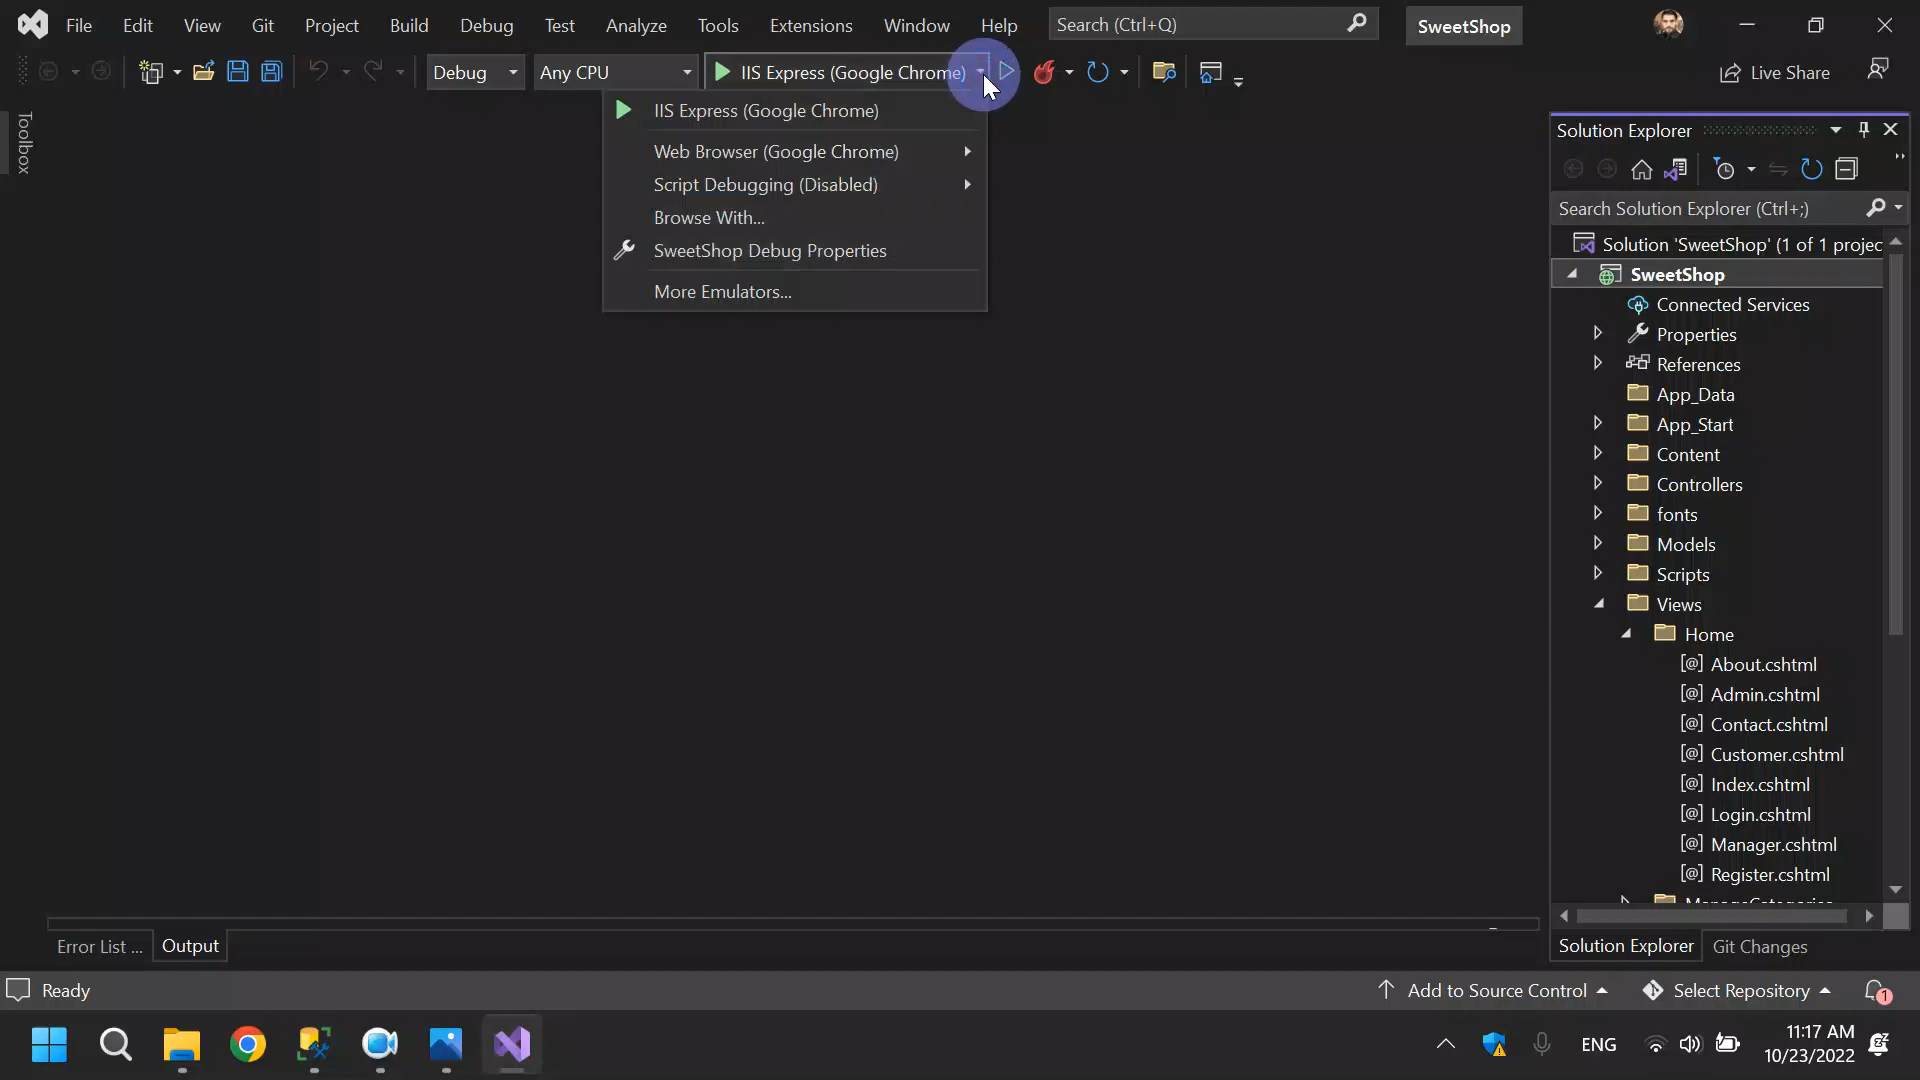 File Edit View Git Project Build Debug Test Analyze Tools Extensions Window Help Search (Ctrl+Q) SweetShop
Debug Any CPU IIS Express (Google Chrome) Live Share
Toolbox
IIS Express (Google Chrome)
Web Browser (Google Chrome)
Script Debugging (Disabled)
Browse With...
SweetShop Debug Properties
More Emulators...
Solution Explorer
Search Solution Explorer (Ctrl+;)
Solution 'SweetShop' (1 of 1 projec
SweetShop
Connected Services
Properties
References
App_Data
App_Start
Content
Controllers
fonts
Models
Scripts
Views
Home
[@] About.cshtml
[@] Admin.cshtml
[@] Contact.cshtml
[@] Customer.cshtml
[@] Index.cshtml
[@] Login.cshtml
[@] Manager.cshtml
[@] Register.cshtml
Error List ... Output
Solution Explorer Git Changes
Ready Add to Source Control Select Repository 1
ENG 11:17 AM
10/23/2022